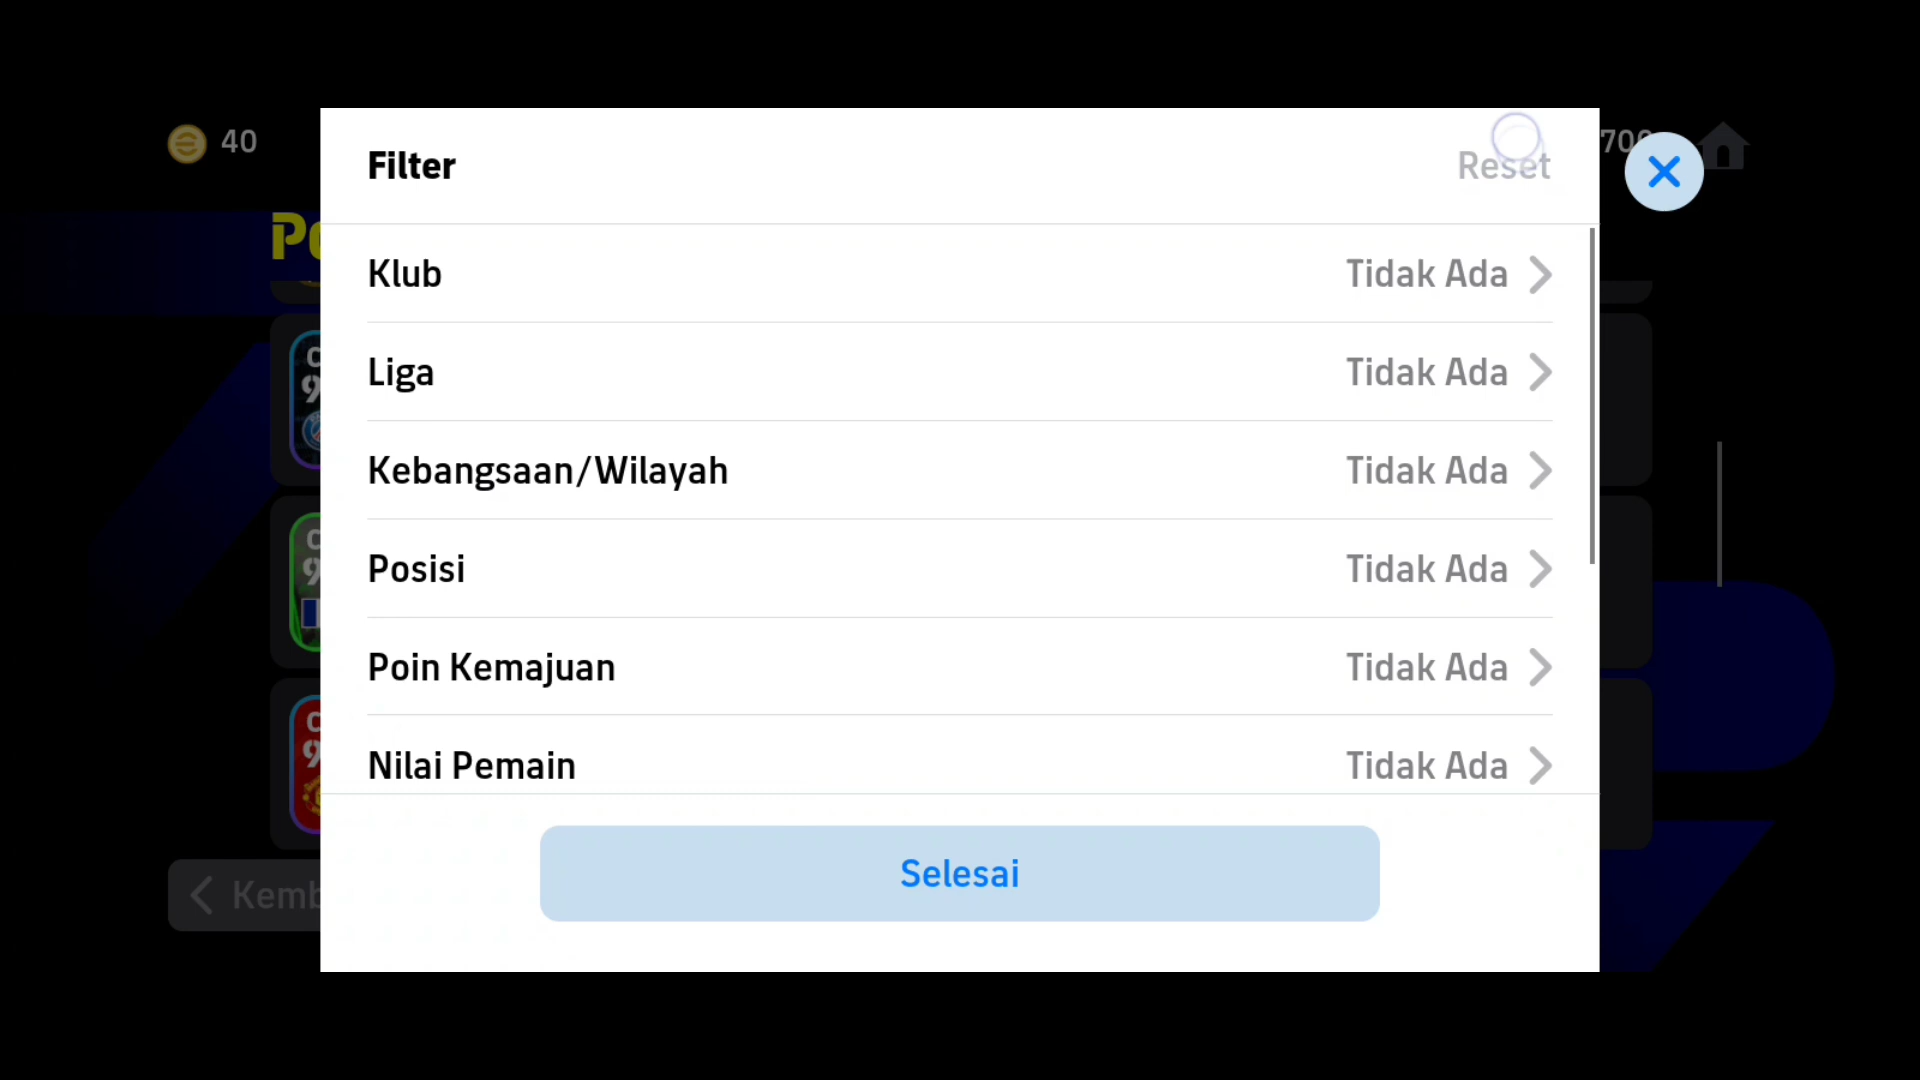 40
Filter
Reset
Klub
Tidak Ada
Liga
Tidak Ada
Kebangsaan/Wilayah
Tidak Ada
Posisi
Tidak Ada
Poin Kemajuan
Tidak Ada
Nilai Pemain
Tidak Ada
Selesai